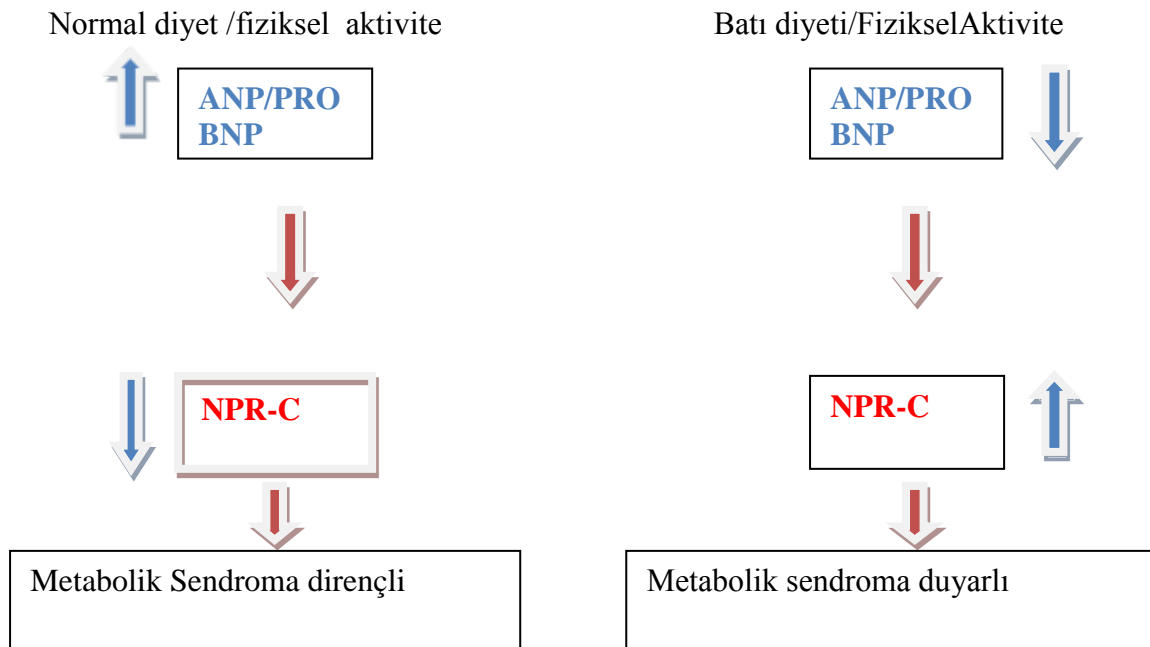 Normal diyet /fiziksel aktivite
Batı diyeti/FizikselAktivite
ANP/PRO
BNP
ANP/PRO
BNP
NPR-C
NPR-C
Metabolik Sendroma dirençli
Metabolik sendroma duyarlı